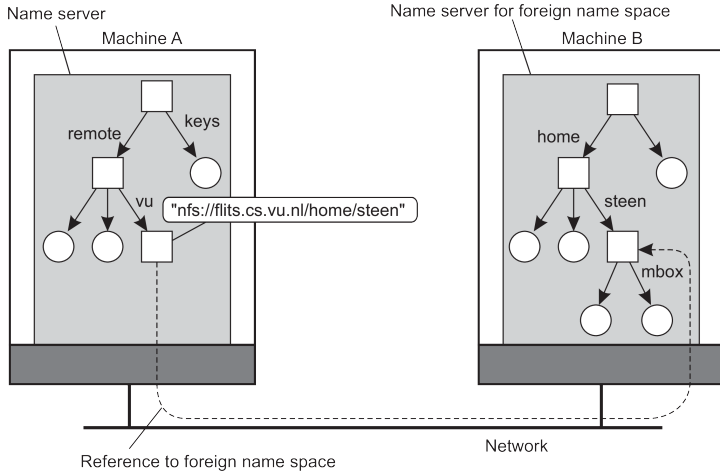 Name server
Name server for foreign name space
Machine A
Machine B
keys
remote
home
vu
"nfs://flits.cs.vu.nl/home/steen"
steen
mbox
Network
Reference to foreign name space